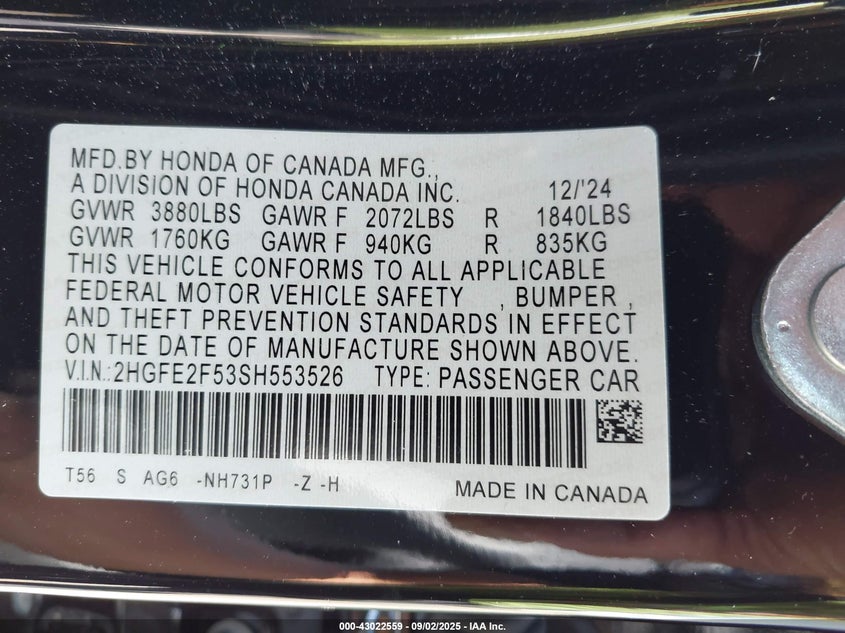 MFD.BY HONDA OF CANADA MFG.,
A DIVISION OF HONDA CANADA INC. 12/'24
GVWR 3880LBS GAWR F 2072LBS R 1840LBS
GVWR 1760KG GAWR F 940KG R 835KG
THIS VEHICLE CONFORMS TO ALL APPLICABLE
FEDERAL MOTOR VEHICLE SAFETY , BUMPER ,
AND THEFT PREVENTION STANDARDS IN EFFECT
ON THE DATE OF MANUFACTURE SHOWN ABOVE.
V.I.N.:2HGFE2F53SH553526 TYPE: PASSENGER CAR
T56 S AG6 -NH731P -Z -H MADE IN CANADA
000-43022559 - 09/02/2025 - IAA Inc.